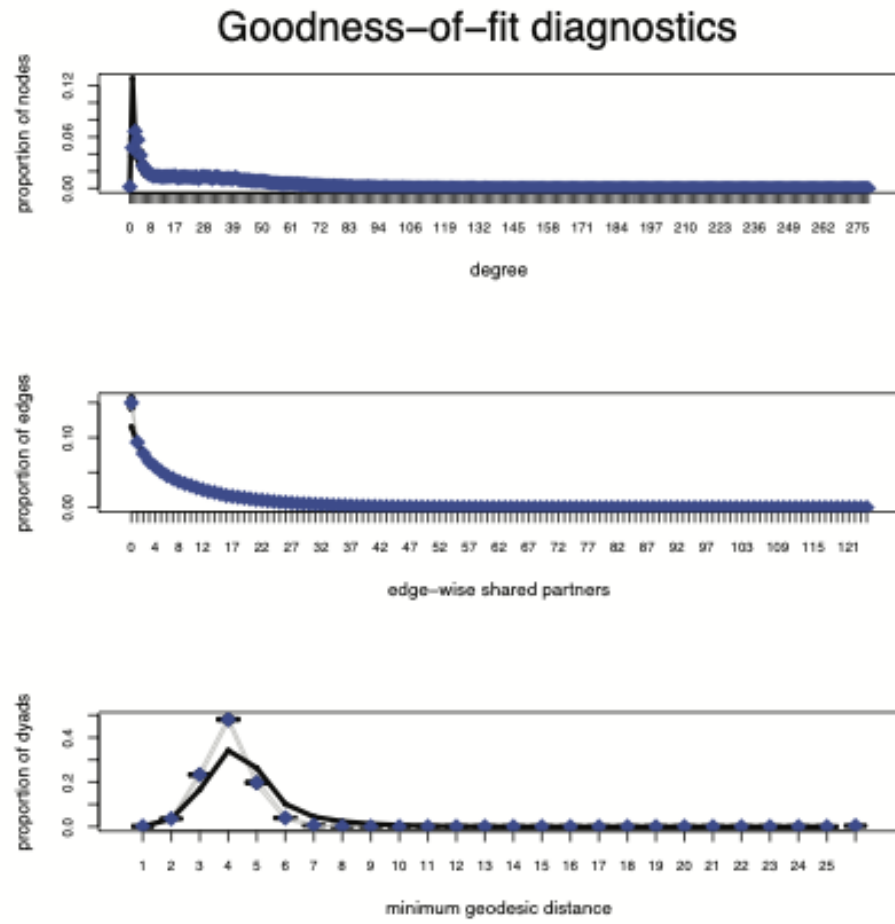 Goodness–of–fit diagnostics
proportion of nodes
0.12
0.06
0.00
0 8 17 28 39 50 61 72 83 94 106 119 132 145 158 171 184 197 210 223 236 249 262 275
degree
proportion of edges
0.10
0.00
0 4 8 12 17 22 27 32 37 42 47 52 57 62 67 72 77 82 87 92 97 103 109 115 121
edge–wise shared partners
proportion of dyads
0.4
0.2
0.0
1 2 3 4 5 6 7 8 9 10 11 12 13 14 15 16 17 18 19 20 21 22 23 24 25
minimum geodesic distance